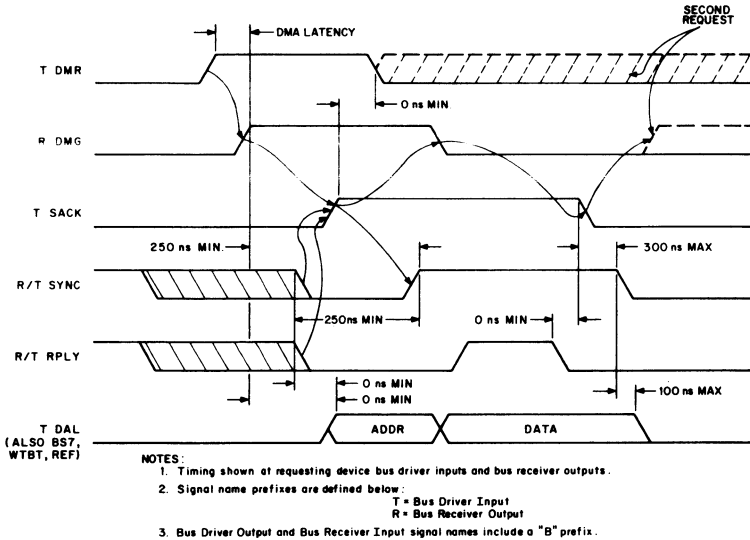 SECOND
REQUEST
DMA LATENCY
T DMR
0 ns MIN.
R DMG
T SACK
250 ns MIN.
300 ns MAX
R/T SYNC
250ns MIN
0 ns MIN
R/T RPLY
0 ns MIN
0 ns MIN
100 ns MAX
T DAL
(ALSO BS7,
WTBT, REF)
ADDR
DATA
NOTES:
1. Timing shown at requesting device bus driver inputs and bus receiver outputs.
2. Signal name prefixes are defined below:
T = Bus Driver Input
R = Bus Receiver Output
3. Bus Driver Output and Bus Receiver Input signal names include a "B" prefix.